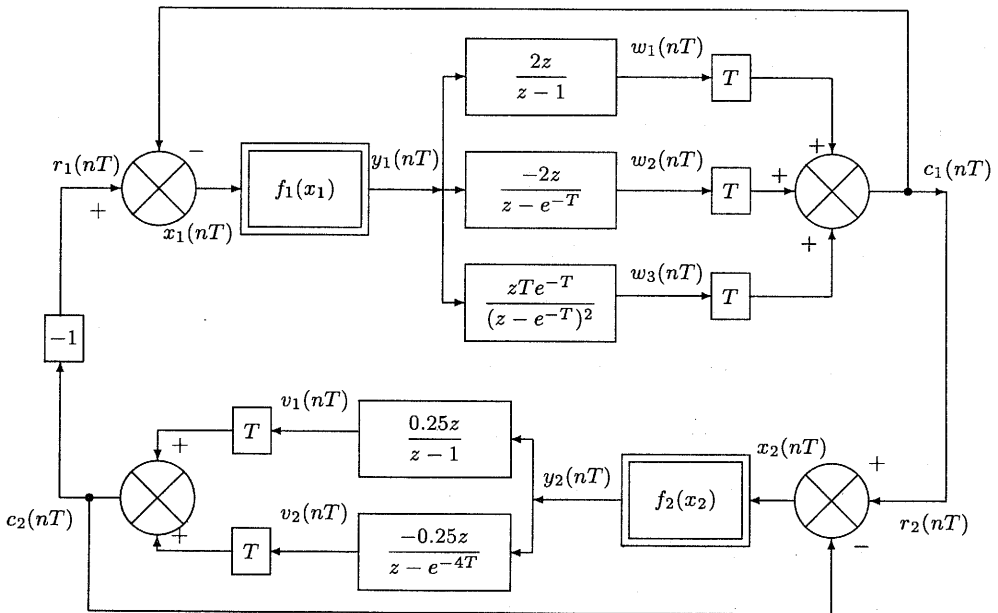 2z
z − 1
w₁(nT)
T
r₁(nT)
+
−
x₁(nT)
f₁(x₁)
y₁(nT)
−2z
z − e^{−T}
w₂(nT)
T
+
+
+
c₁(nT)
zTe^{−T}
(z − e^{−T})²
w₃(nT)
T
−1
v₁(nT)
T
0.25z
z − 1
+
+
c₂(nT)
v₂(nT)
T
−0.25z
z − e^{−4T}
y₂(nT)
f₂(x₂)
x₂(nT)
+
−
r₂(nT)